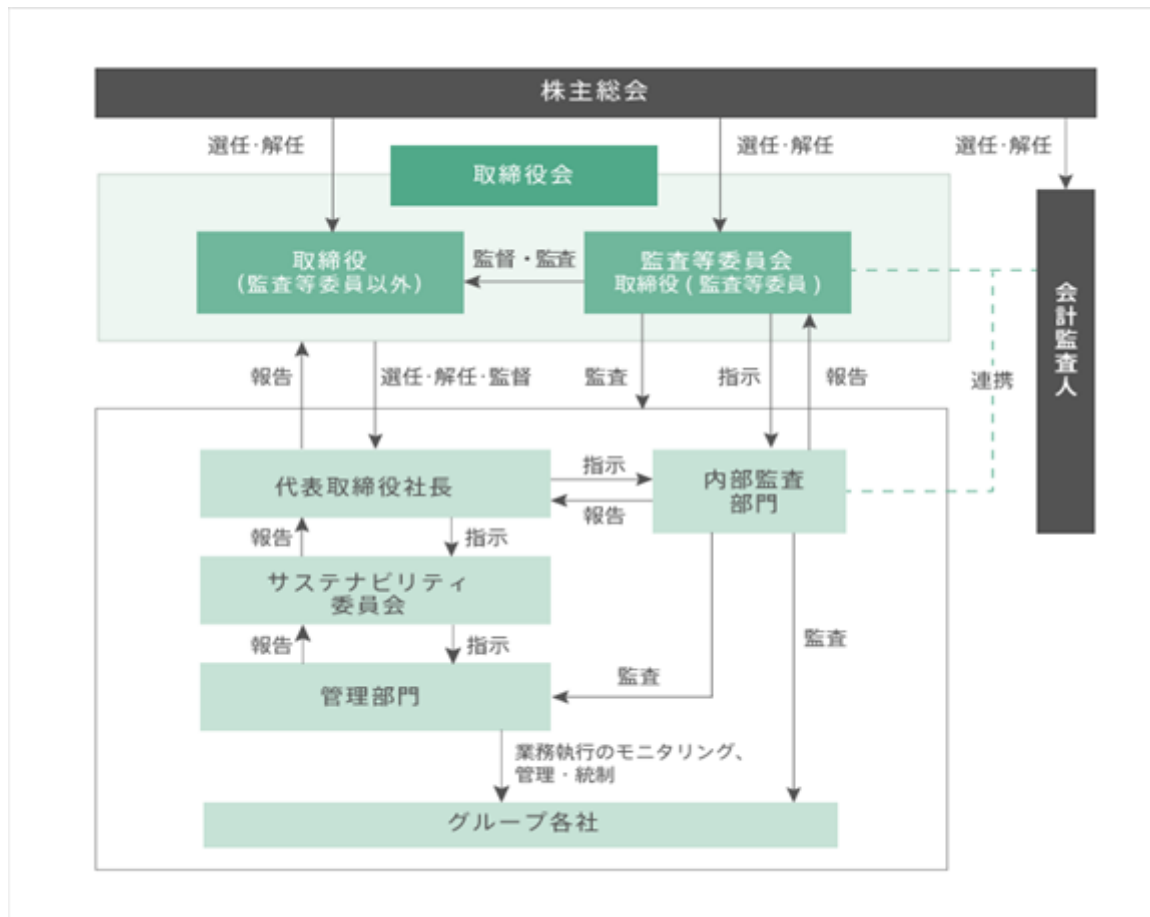 株主総会
選任・解任
選任・解任
選任・解任
取締役会
取締役
（監査等委員以外）
監督・監査
監査等委員会
取締役(監査等委員)
会計監査人
報告
選任・解任・監督
監査
指示
報告
連携
代表取締役社長
指示
報告
内部監査
部門
報告
指示
サステナビリティ
委員会
報告
指示
監査
監査
管理部門
業務執行のモニタリング、
管理・統制
グループ各社